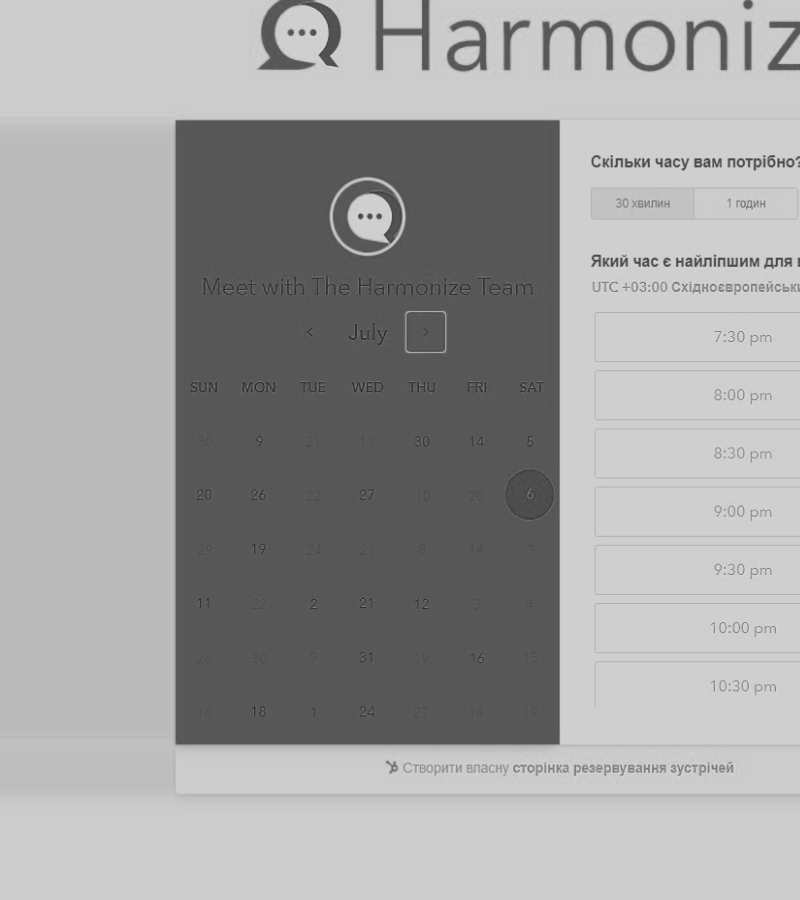 Harmoniz
Meet with The Harmonize Team
July
SUN MON TUE WED THU FRI SAT
30 9 21 11 30 14 5
20 26 22 27 10 20 6
29 19 24 21 8 14 3
11 22 2 21 12 3 4
26 30 9 31 19 16 15
18 18 1 24 27 14 19
Скільки часу вам потрібно?
30 хвилин 1 годин
Який час є найліпшим для
UTC +03:00 Східноєвропейськи
7:30 pm
8:00 pm
8:30 pm
9:00 pm
9:30 pm
10:00 pm
10:30 pm
Створити власну сторінка резервування зустрічей